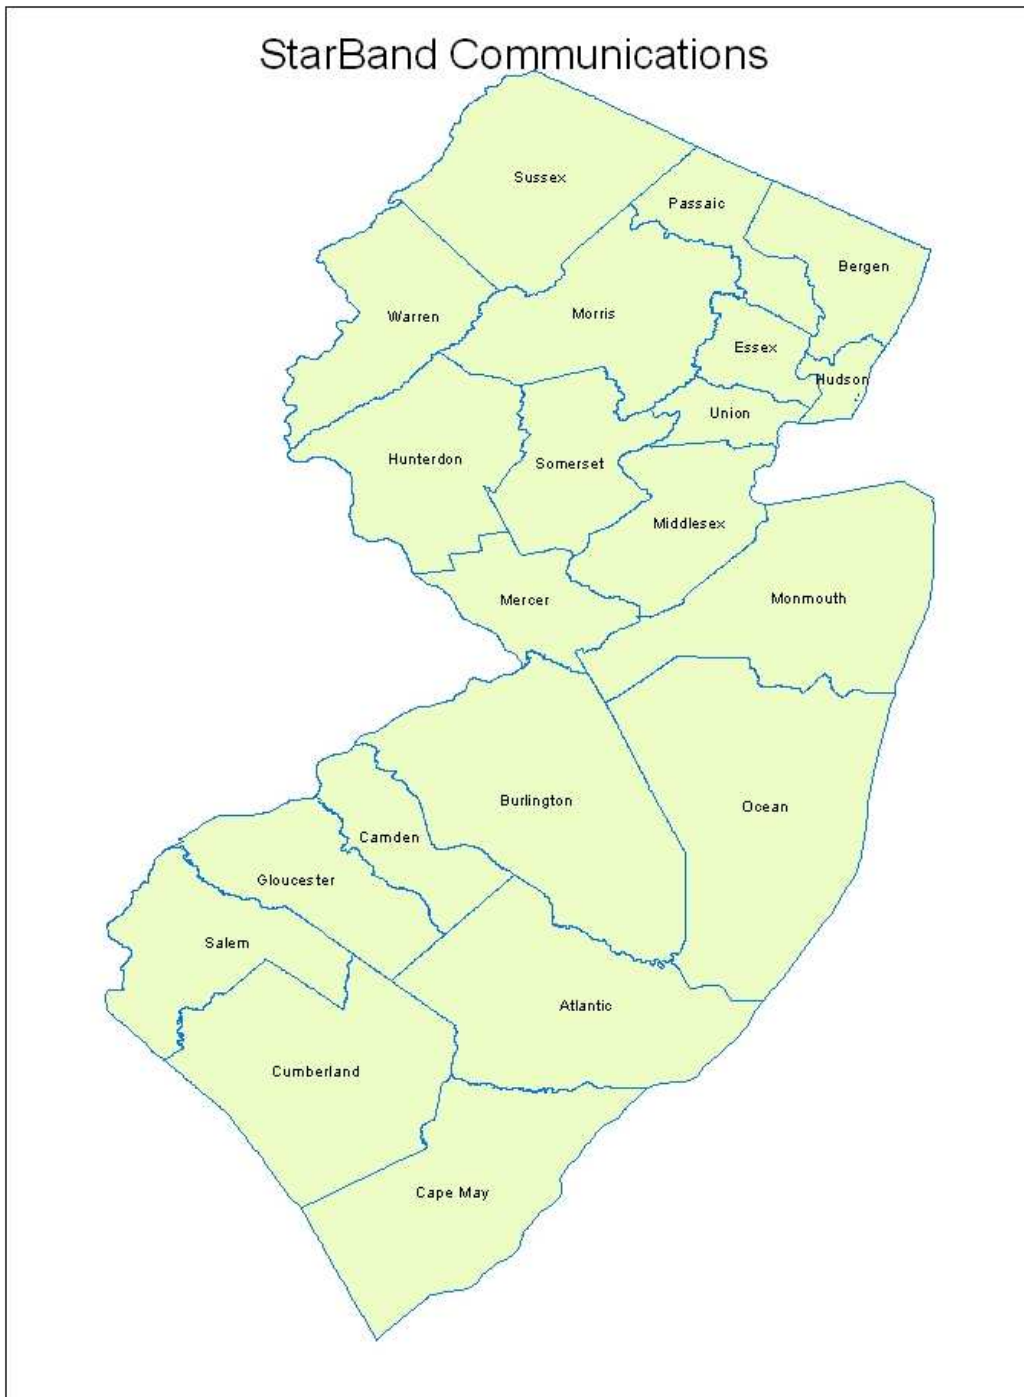 StarBand Communications
Sussex
Passaic
Bergen
Warren
Morris
Essex
Hudson
Union
Hunterdon
Somerset
Middlesex
Mercer
Monmouth
Burlington
Ocean
Camden
Gloucester
Salem
Atlantic
Cumberland
Cape May